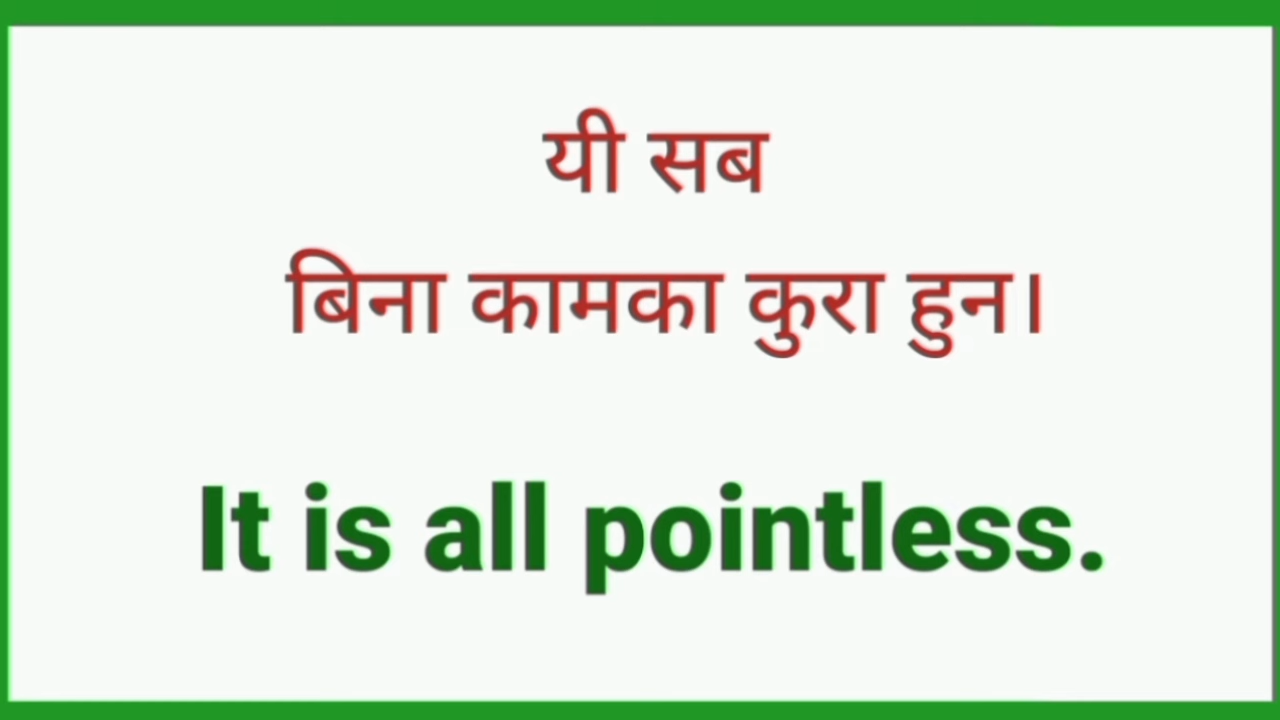 यी सब
बिना कामका कुरा हुन।
It is all pointless.